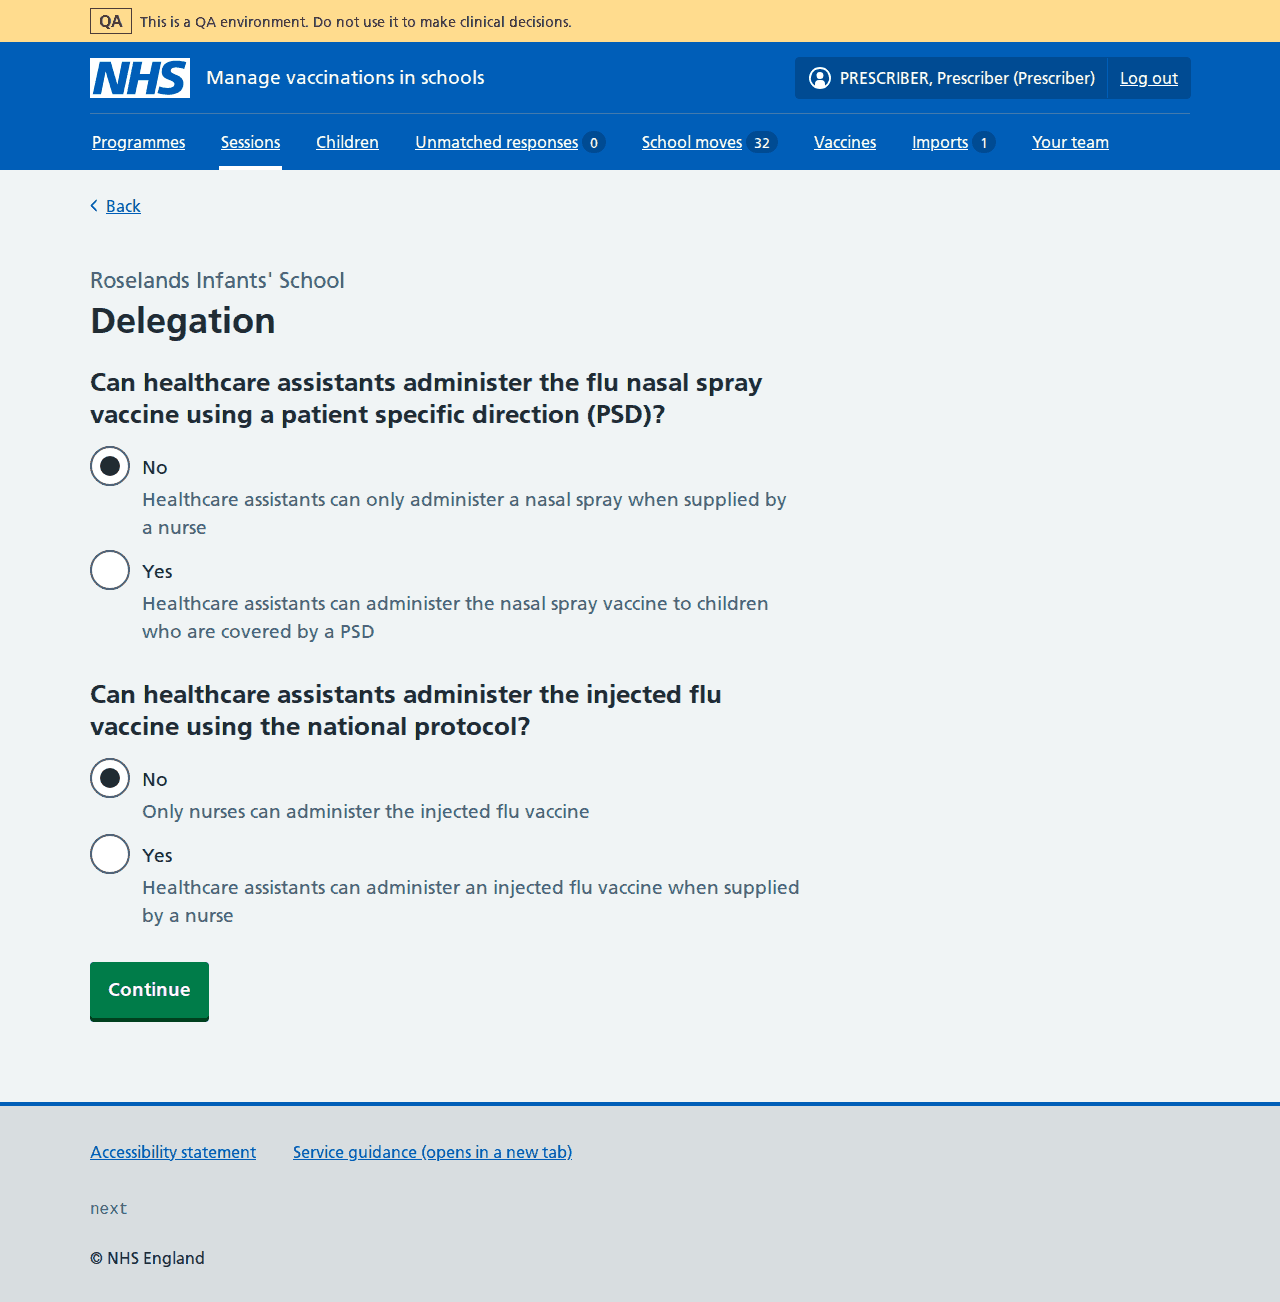 QA This is a QA environment. Do not use it to make clinical decisions.
NHS Manage vaccinations in schools PRESCRIBER, Prescriber (Prescriber) Log out
Programmes Sessions Children Unmatched responses 0 School moves 32 Vaccines Imports 1 Your team
Back
Roselands Infants' School
Delegation
Can healthcare assistants administer the flu nasal spray
vaccine using a patient specific direction (PSD)?
No
Healthcare assistants can only administer a nasal spray when supplied by
a nurse
Yes
Healthcare assistants can administer the nasal spray vaccine to children
who are covered by a PSD
Can healthcare assistants administer the injected flu
vaccine using the national protocol?
No
Only nurses can administer the injected flu vaccine
Yes
Healthcare assistants can administer an injected flu vaccine when supplied
by a nurse
Continue
Accessibility statement Service guidance (opens in a new tab)
next
© NHS England